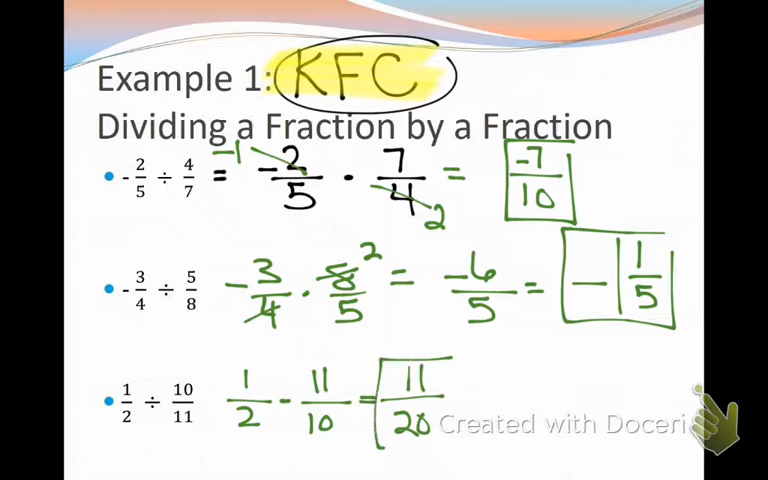 Example 1: KFC
Dividing a Fraction by a Fraction
• -2/5 ÷ 4/7 = -1 -2/5 · 7/4 2 = -7/10
• -3/4 ÷ 5/8 -3/4 · 8/5 2 = -6/5 = -1 1/5
• 1/2 ÷ 10/11 1/2 - 11/10 = 11/20
Created with Doceri